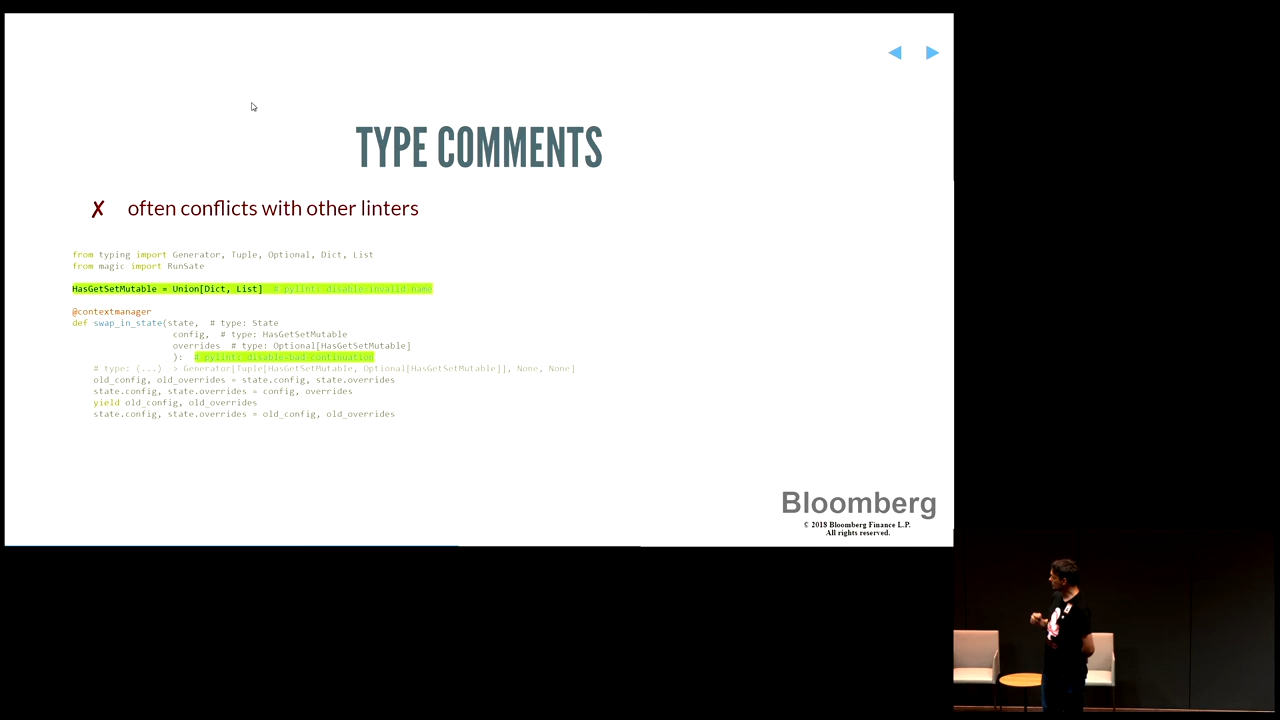 TYPE COMMENTS
✗ often conflicts with other linters
from typing import Generator, Tuple, Optional, Dict, List
from magic import RunSate
HasGetSetMutable = Union[Dict, List]  # pylint: disable=invalid-name
@contextmanager
def swap_in_state(state,  # type: State
config,  # type: HasGetSetMutable
overrides  # type: Optional[HasGetSetMutable]
):  # pylint: disable=bad-continuation
# type: (...) -> Generator[Tuple[HasGetSetMutable, Optional[HasGetSetMutable]], None, None]
old_config, old_overrides = state.config, state.overrides
state.config, state.overrides = config, overrides
yield old_config, old_overrides
state.config, state.overrides = old_config, old_overrides
Bloomberg
© 2018 Bloomberg Finance L.P.
All rights reserved.